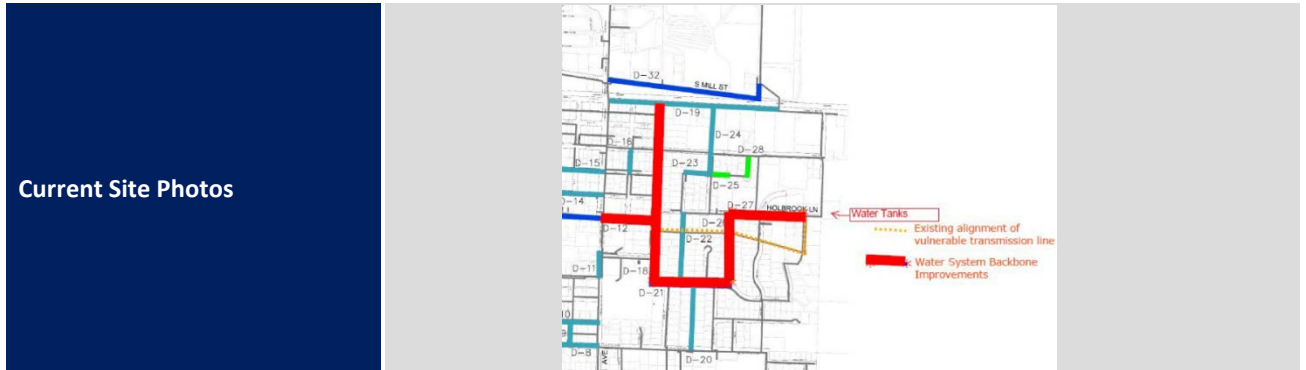 Current Site Photos
D-32
S MILL ST
D-19
D-24
D-16
D-28
D-15
D-23
D-25
D-14
D-27
HOLBROOK LN
Water Tanks
D-12
D-22
Existing alignment of
vulnerable transmission line
D-11
D-18
Water System Backbone
Improvements
D-21
D-8
AVE
D-20